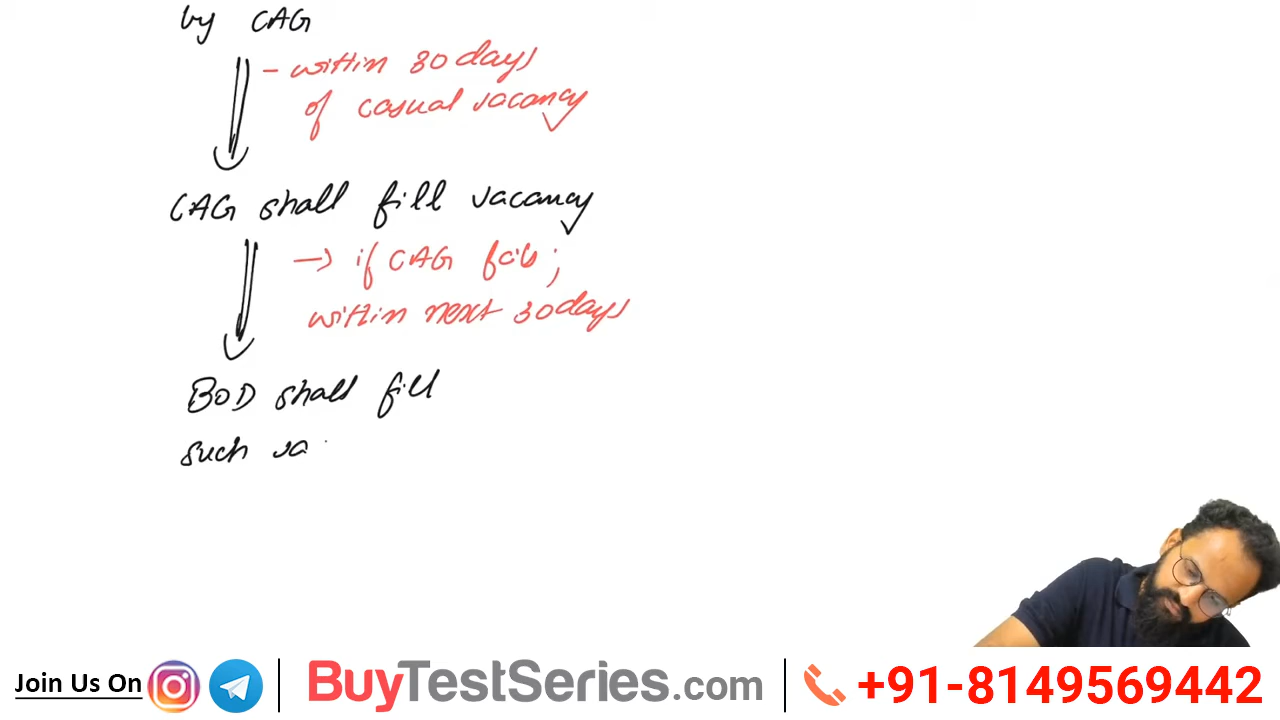 by CAG
- within 30 days
of casual vacancy
CAG shall fill vacancy
→ if CAG fails;
within next 30 days
BOD shall fill
such va
Join Us On
BuyTestSeries.com
+91-8149569442